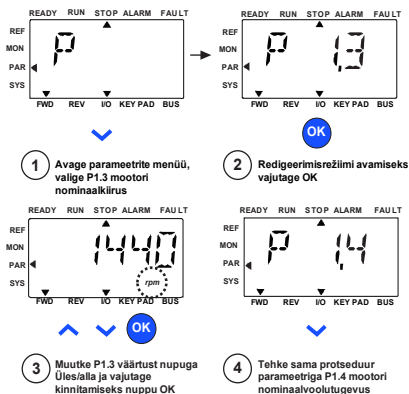 READY RUN STOP ALARM FAULT
REF
MON
PAR
SYS
P
FWD REV I/O KEYPAD BUS
1 Avage parameetrite menüü,
valige P1.3 mootori
nominaalkiirus
READY RUN STOP ALARM FAULT
REF
MON
PAR
SYS
P 1,3
FWD REV I/O KEYPAD BUS
OK
2 Redigeerimisrežiimi avamiseks
vajutage OK
READY RUN STOP ALARM FAULT
REF
MON
PAR
SYS
1440
rpm
FWD REV I/O KEYPAD BUS
OK
3 Muutke P1.3 väärtust nupuga
Üles/alla ja vajutage
kinnitamiseks nuppu OK
READY RUN STOP ALARM FAULT
REF
MON
PAR
SYS
P 1,4
FWD REV I/O KEYPAD BUS
4 Tehke sama protseduur
parameetriga P1.4 mootori
nominaalvoolutugevus